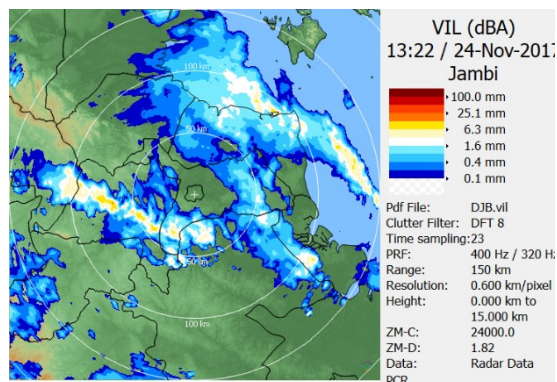 VIL (dBA)
13:22 / 24-Nov-2017
Jambi
100.0 mm
25.1 mm
6.3 mm
1.6 mm
0.4 mm
0.1 mm
Pdf File: DJB.vil
Clutter Filter: DFT 8
Time sampling:23
PRF: 400 Hz / 320 Hz
Range: 150 km
Resolution: 0.600 km/pixel
Height: 0.000 km to
15.000 km
ZM-C: 24000.0
ZM-D: 1.82
Data: Radar Data
PCR
100 km
50 km
50 km
100 km